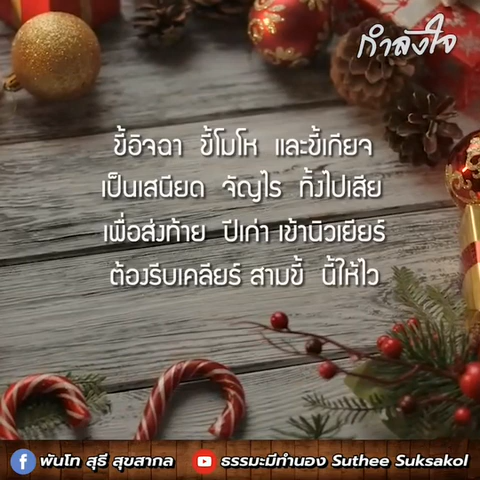 กำลังใจ
ขี้อิจฉา ขี้โมโห และขี้เกียจ
เป็นเสนียด จัญไร ทิ้งไปเสีย
เพื่อส่งท้าย ปีเก่า เข้านิวเยียร์
ต้องรีบเคลียร์ สามขี้ นี้ให้ไว
พันโท สุธี สุขสากล ธรรมะมีทำนอง Suthee Suksakol